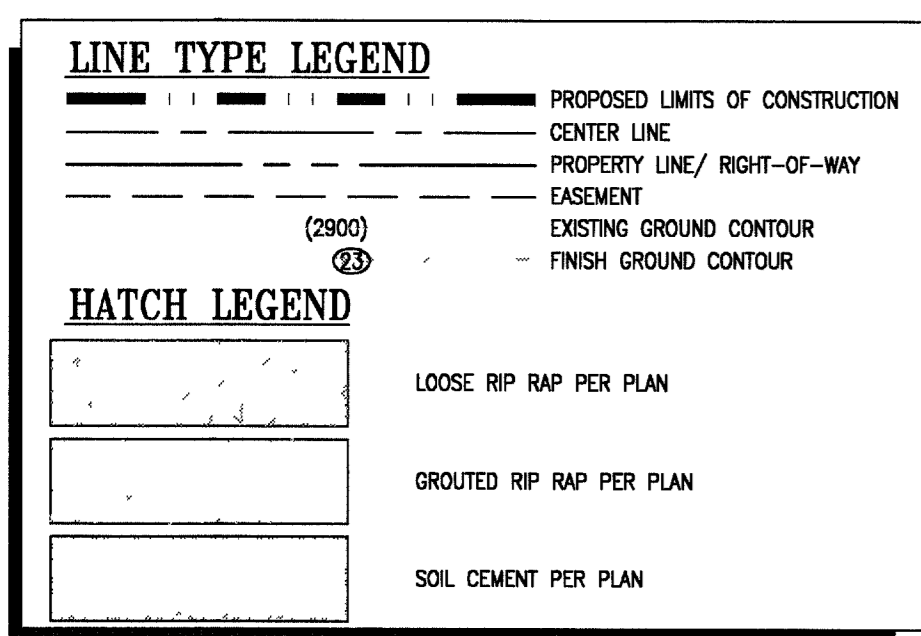 LINE TYPE LEGEND
PROPOSED LIMITS OF CONSTRUCTION
CENTER LINE
PROPERTY LINE/ RIGHT-OF-WAY
EASEMENT
(2900) EXISTING GROUND CONTOUR
23 FINISH GROUND CONTOUR
HATCH LEGEND
LOOSE RIP RAP PER PLAN
GROUTED RIP RAP PER PLAN
SOIL CEMENT PER PLAN